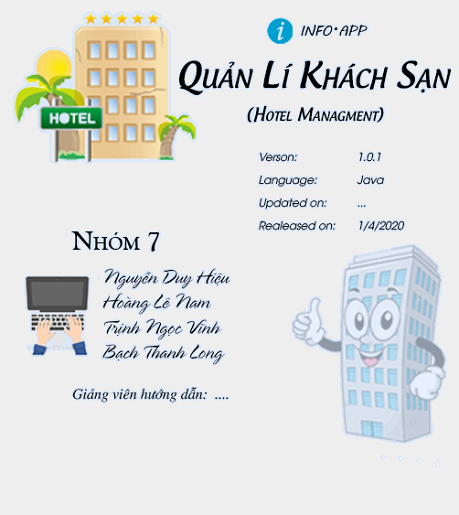 i INFO•APP
QUẢN LÍ KHÁCH SẠN
(HOTEL MANAGMENT)
HOTEL
Verson: 1.0.1
Language: Java
Updated on: ...
Realeased on: 1/4/2020
NHÓM 7
Nguyễn Duy Hiệu
Hoàng Lê Nam
Trịnh Ngọc Vinh
Bạch Thanh Long
Giảng viên hướng dẫn: ....